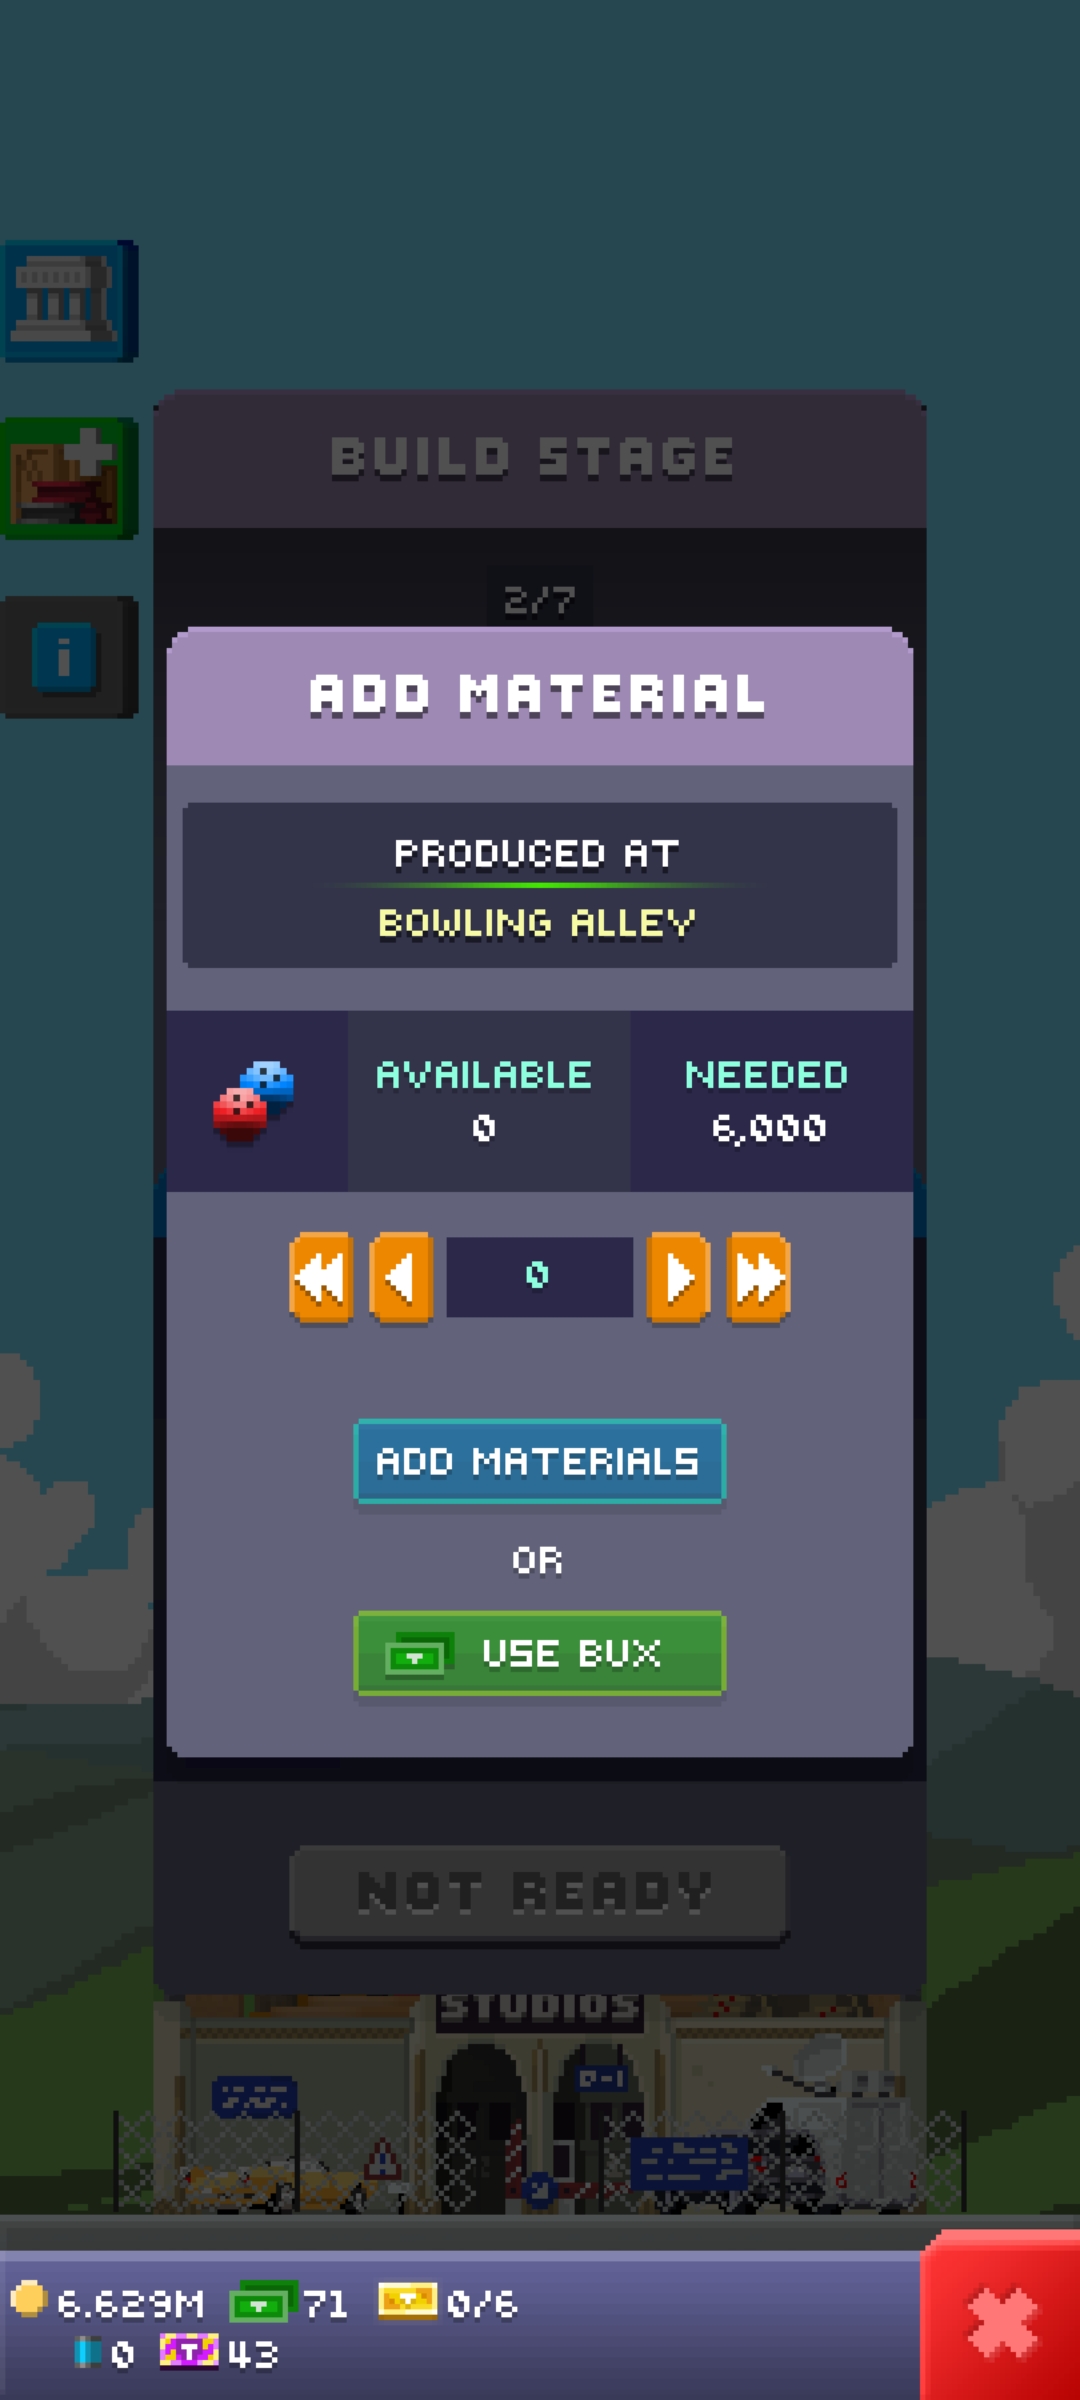 BUILD STAGE
2/7
ADD MATERIAL
PRODUCED AT
BOWLING ALLEY
AVAILABLE
0
NEEDED
6,000
0
ADD MATERIALS
OR
USE BUX
NOT READY
STUDIOS
6.629M 71 0/6
0 43